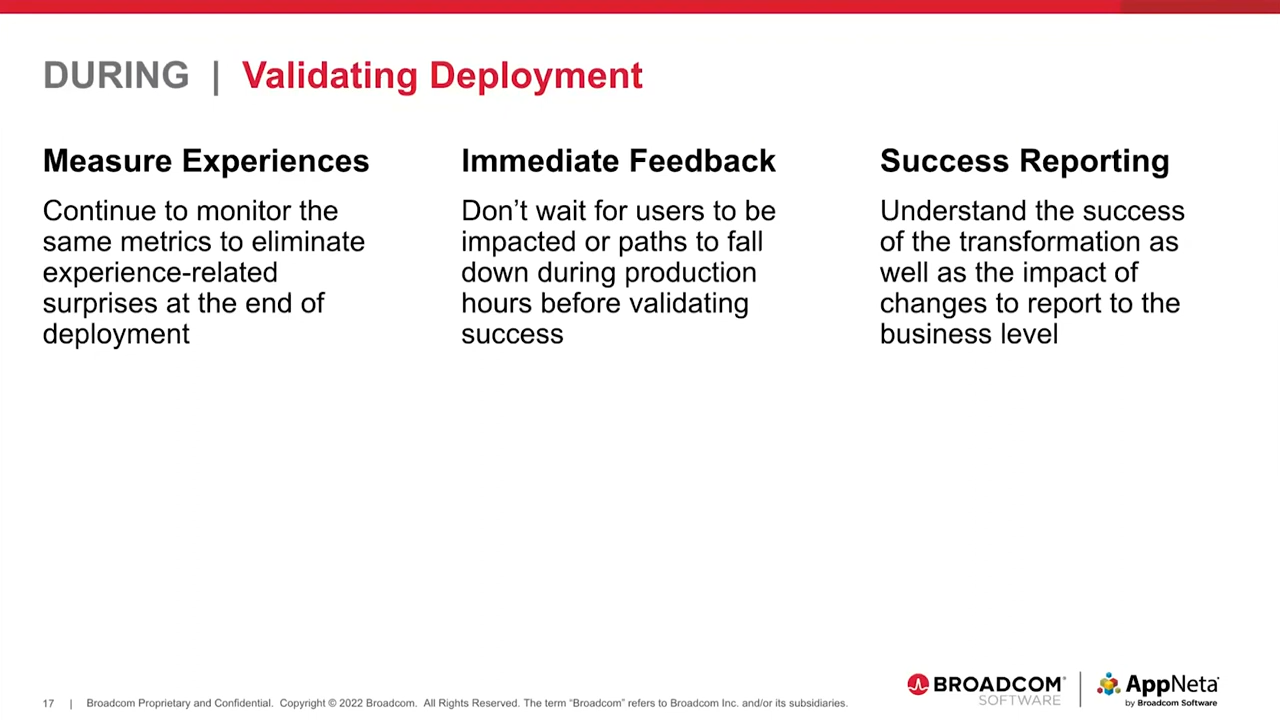 DURING | Validating Deployment
Measure Experiences
Continue to monitor the
same metrics to eliminate
experience-related
surprises at the end of
deployment
Immediate Feedback
Don’t wait for users to be
impacted or paths to fall
down during production
hours before validating
success
Success Reporting
Understand the success
of the transformation as
well as the impact of
changes to report to the
business level
17 | Broadcom Proprietary and Confidential. Copyright © 2022 Broadcom. All Rights Reserved. The term “Broadcom” refers to Broadcom Inc. and/or its subsidiaries.
BROADCOM®
SOFTWARE
AppNeta
by Broadcom Software